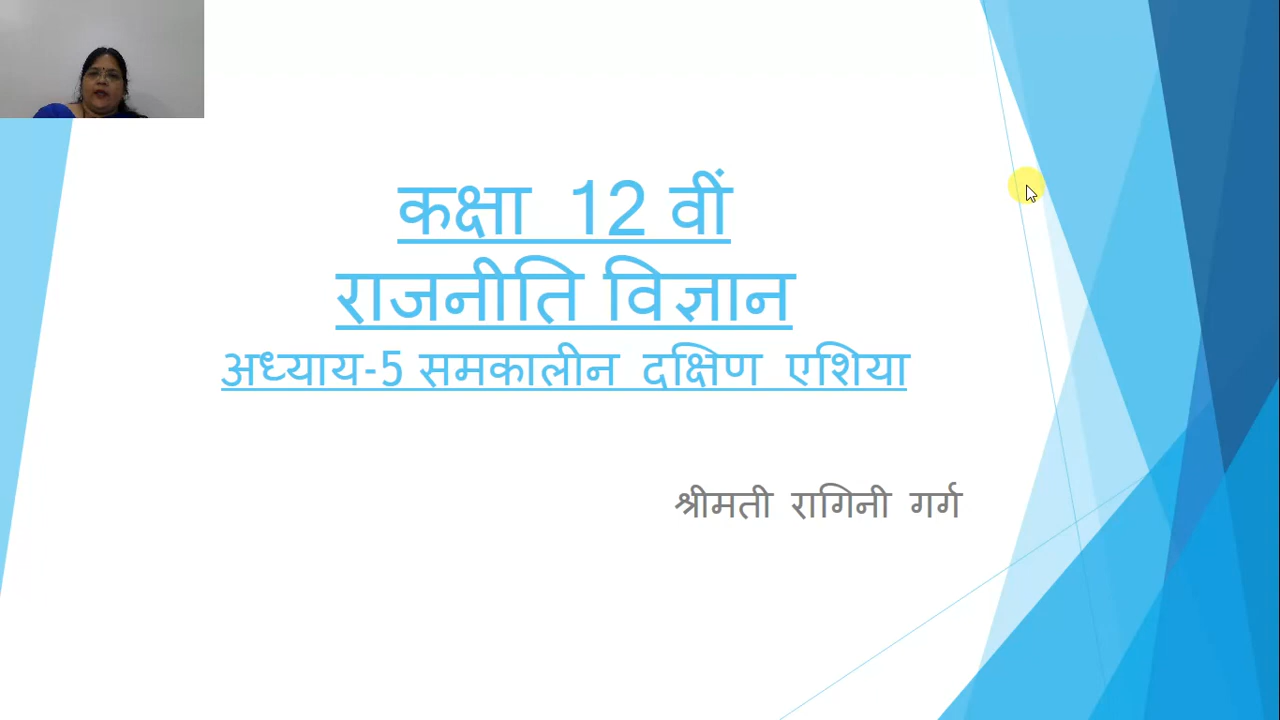 कक्षा 12 वीं
राजनीति विज्ञान
अध्याय-5 समकालीन दक्षिण एशिया
श्रीमती रागिनी गर्ग